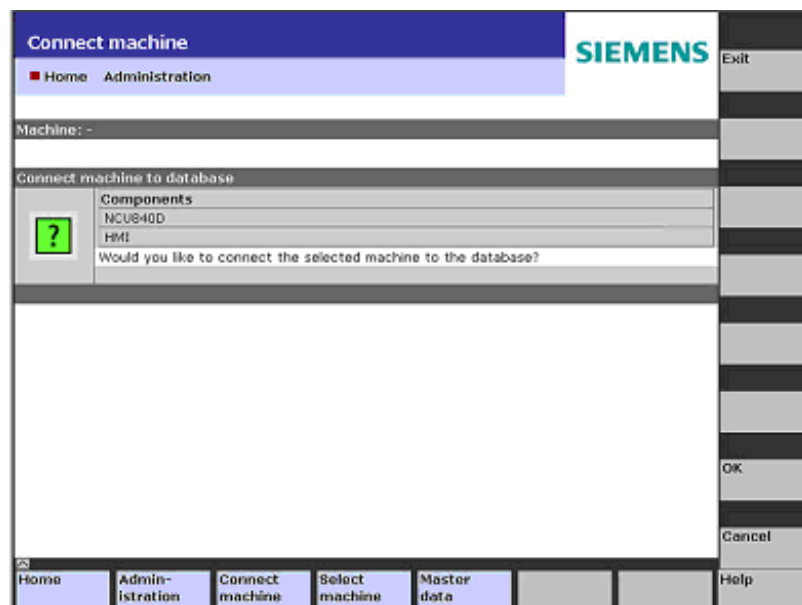 Connect machine
SIEMENS
Exit
Home Administration
Machine: -
Connect machine to database
Components
NCU840D
HMI
?
Would you like to connect the selected machine to the database?
OK
Cancel
Home
Admin-
istration
Connect
machine
Select
machine
Master
data
Help